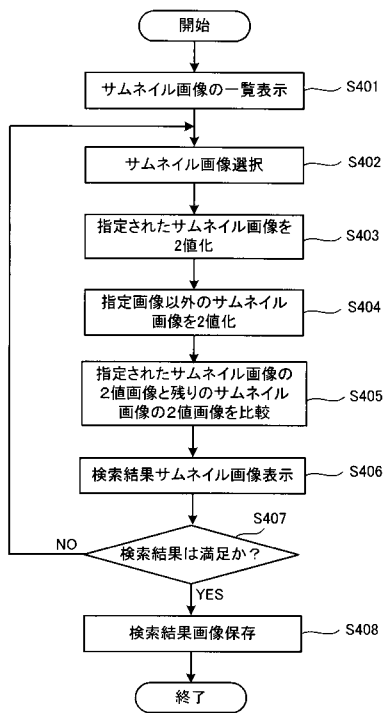 開始
サムネイル画像の一覧表示
S401
サムネイル画像選択
S402
指定されたサムネイル画像を
2値化
S403
指定画像以外のサムネイル
画像を2値化
S404
指定されたサムネイル画像の
2値画像と残りのサムネイル
画像の2値画像を比較
S405
検索結果サムネイル画像表示
S406
S407
検索結果は満足か?
NO
YES
検索結果画像保存
S408
終了